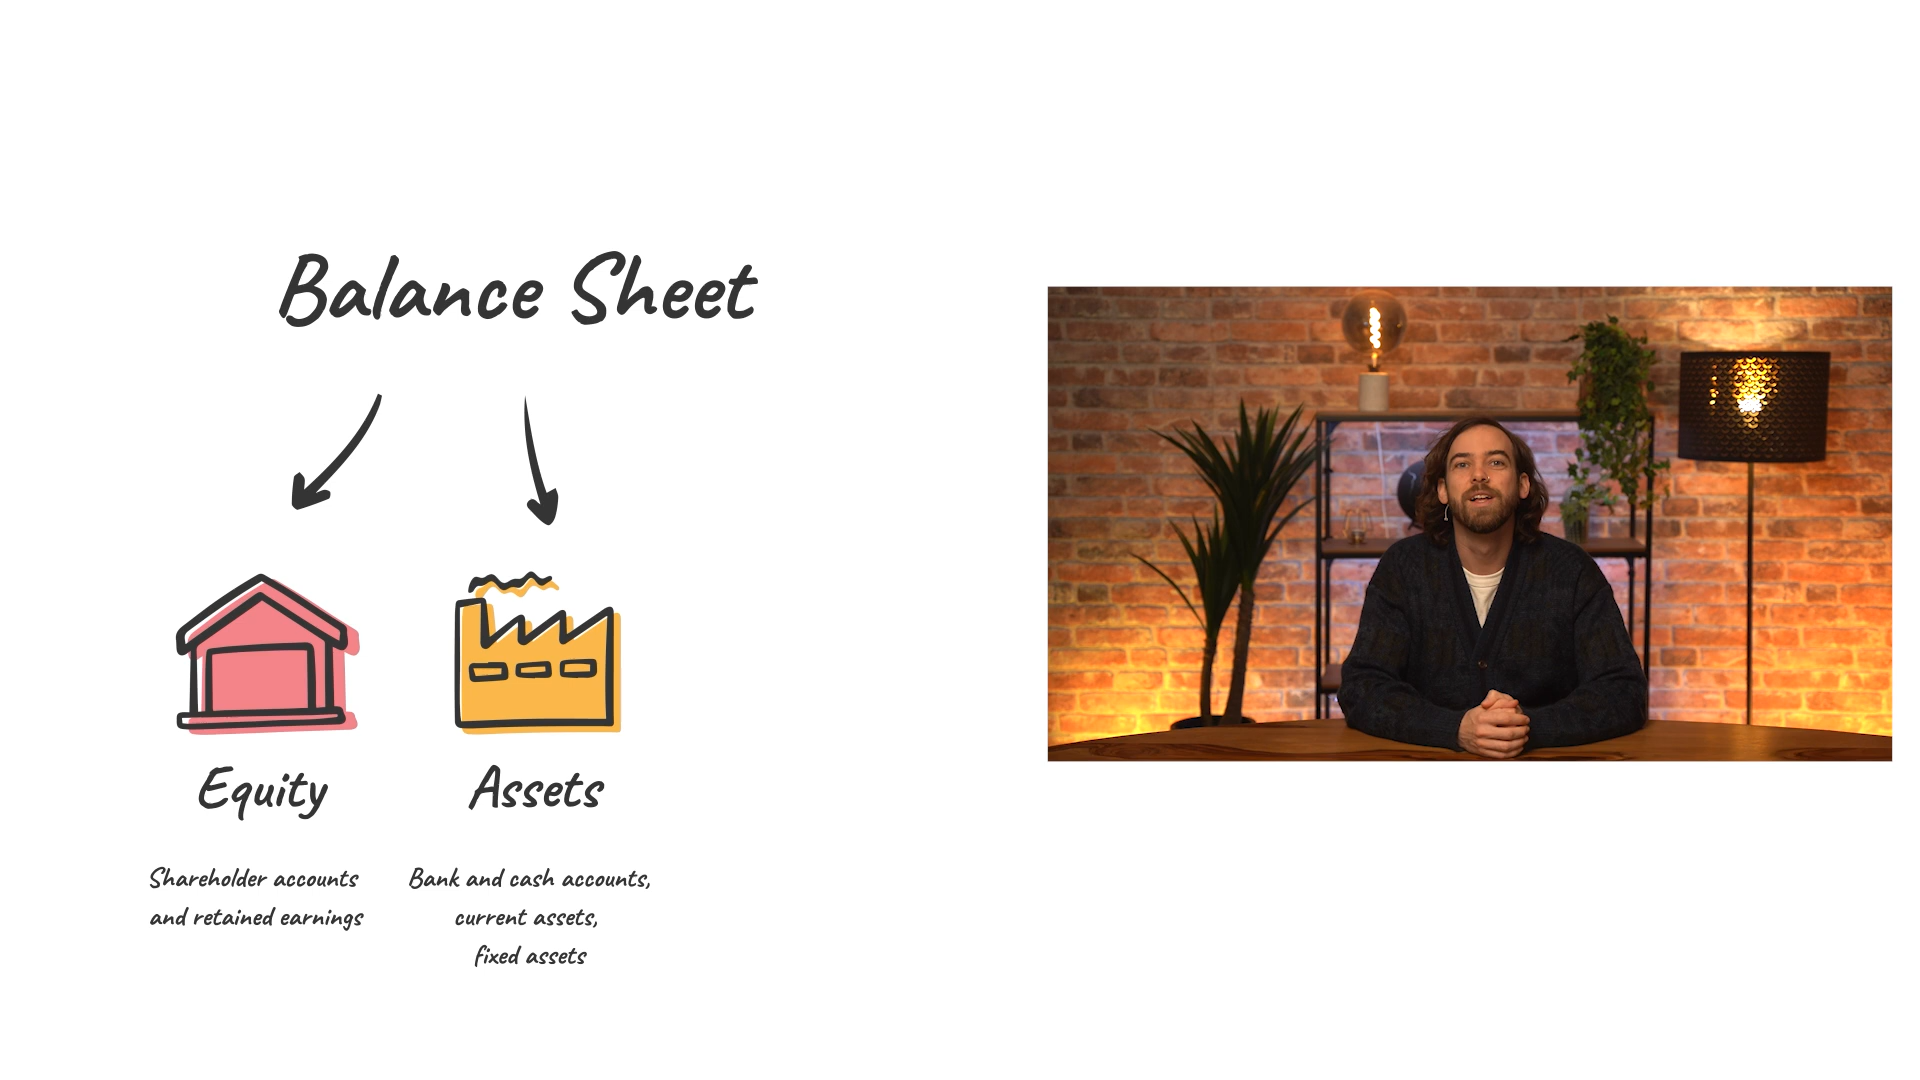 Balance Sheet
Equity
Shareholder accounts
and retained earnings
Assets
Bank and cash accounts,
current assets,
fixed assets